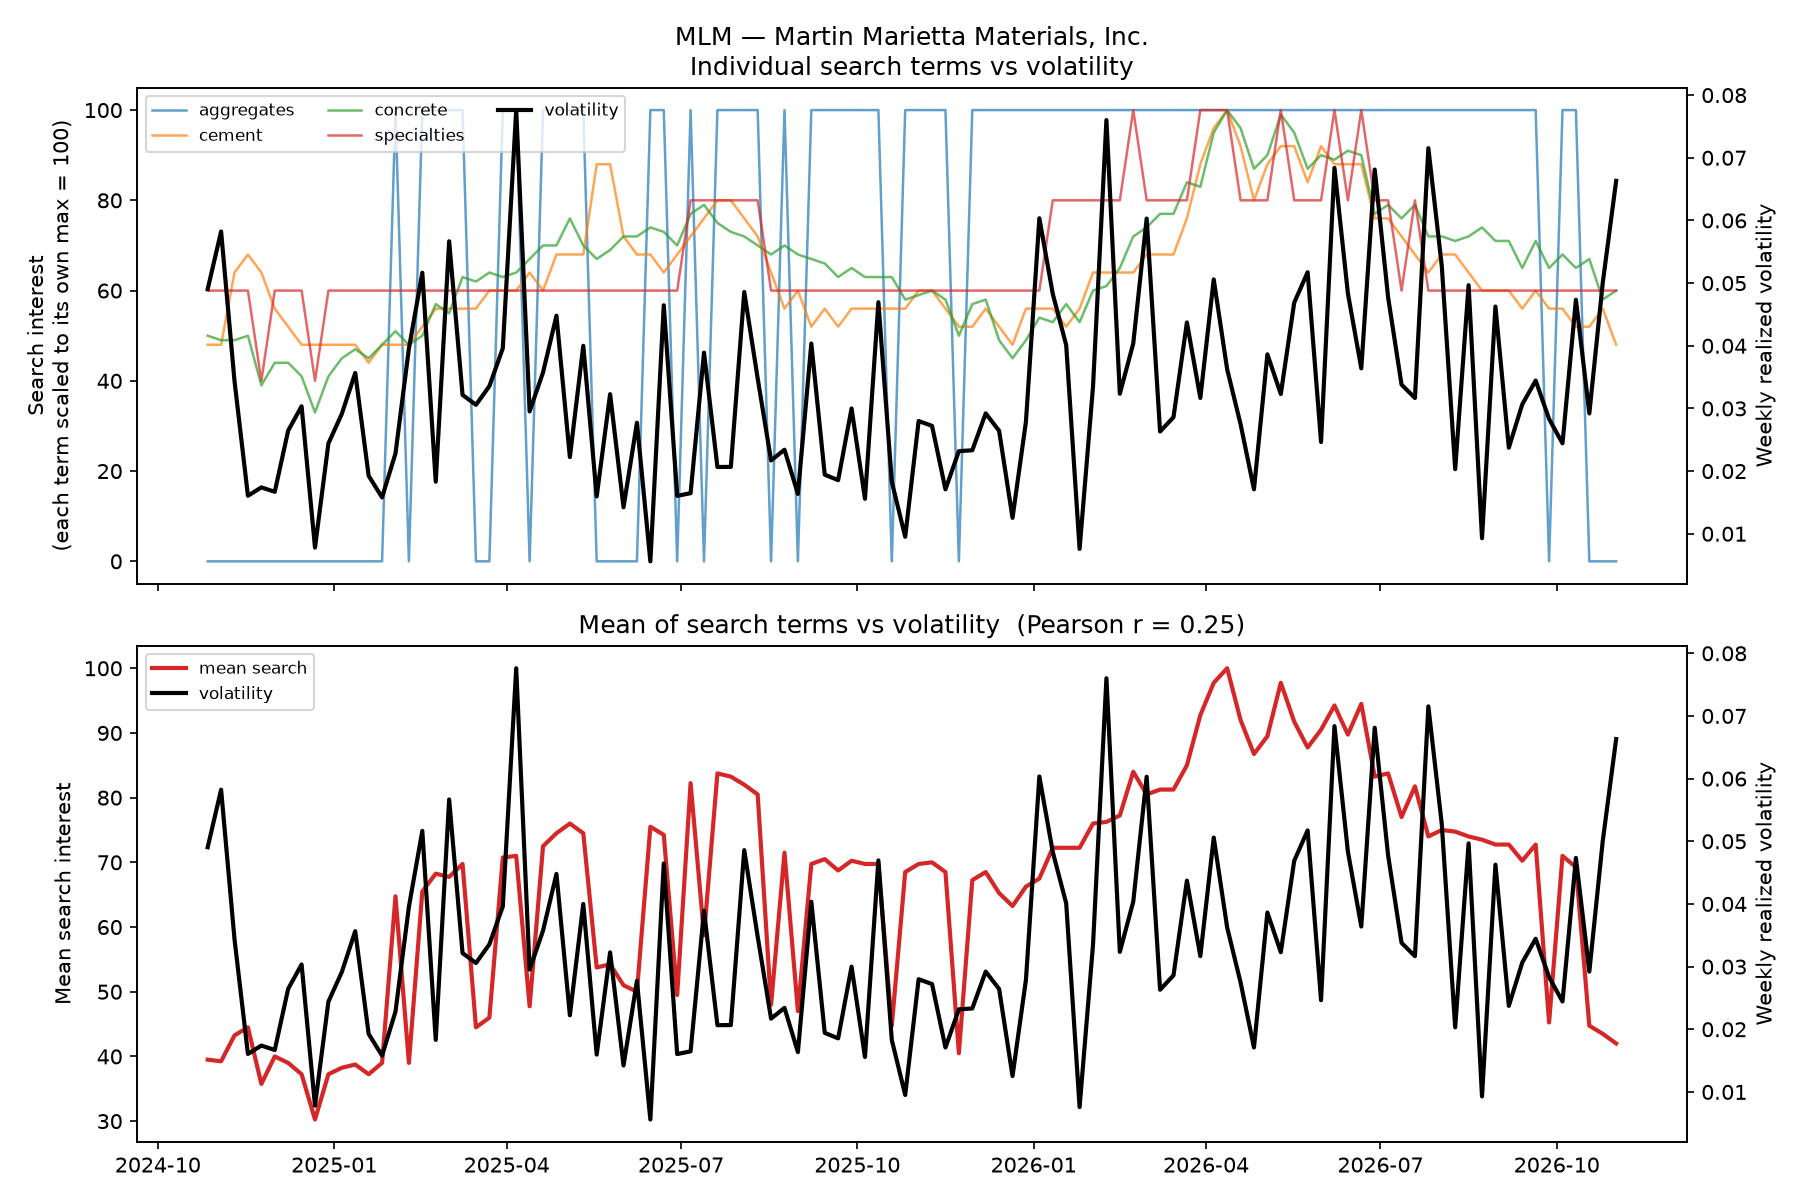 MLM — Martin Marietta Materials, Inc.
Individual search terms vs volatility
aggregates
cement
concrete
specialties
volatility
Search interest
(each term scaled to its own max = 100)
100
80
60
40
20
0
0.08
0.07
0.06
0.05
0.04
0.03
0.02
0.01
Weekly realized volatility
Mean of search terms vs volatility (Pearson r = 0.25)
mean search
volatility
Mean search interest
100
90
80
70
60
50
40
30
0.08
0.07
0.06
0.05
0.04
0.03
0.02
0.01
Weekly realized volatility
2024-10 2025-01 2025-04 2025-07 2025-10 2026-01 2026-04 2026-07 2026-10